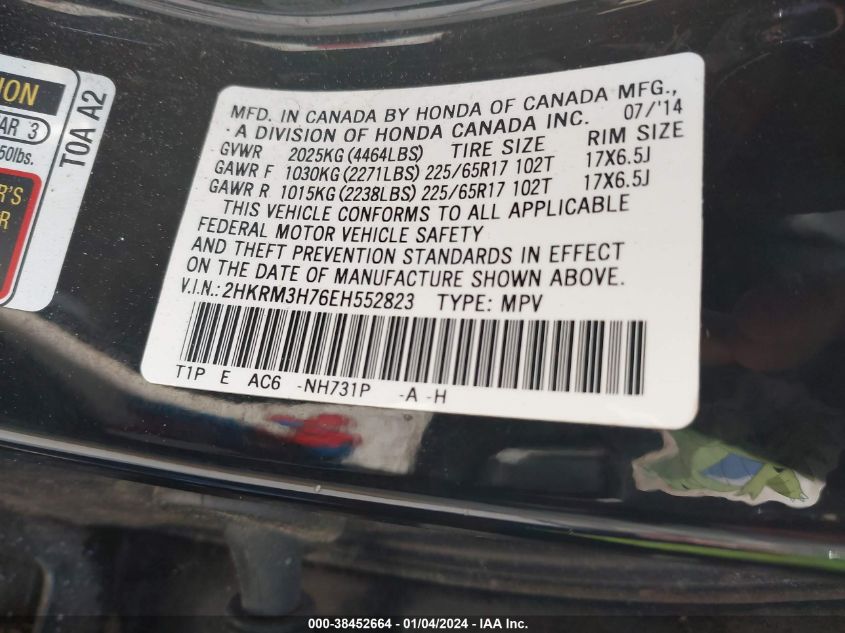 ION
AR 3
50lbs.
R'S
R
T0A A2
MFD. IN CANADA BY HONDA OF CANADA MFG.,
A DIVISION OF HONDA CANADA INC. 07/'14
GVWR 2025KG (4464LBS) TIRE SIZE RIM SIZE
GAWR F 1030KG (2271LBS) 225/65R17 102T 17X6.5J
GAWR R 1015KG (2238LBS) 225/65R17 102T 17X6.5J
THIS VEHICLE CONFORMS TO ALL APPLICABLE
FEDERAL MOTOR VEHICLE SAFETY
AND THEFT PREVENTION STANDARDS IN EFFECT
ON THE DATE OF MANUFACTURE SHOWN ABOVE.
V.I.N.: 2HKRM3H76EH552823 TYPE: MPV
T1P E AC6 -NH731P -A -H
000-38452664 - 01/04/2024 - IAA Inc.